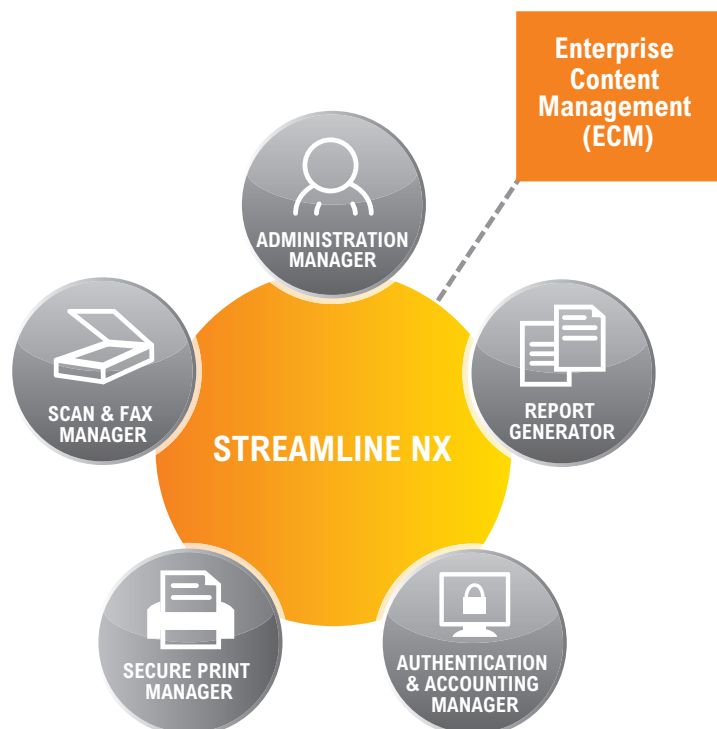 Enterprise
Content
Management
(ECM)
ADMINISTRATION
MANAGER
SCAN & FAX
MANAGER
REPORT
GENERATOR
STREAMLINE NX
SECURE PRINT
MANAGER
AUTHENTICATION
& ACCOUNTING
MANAGER